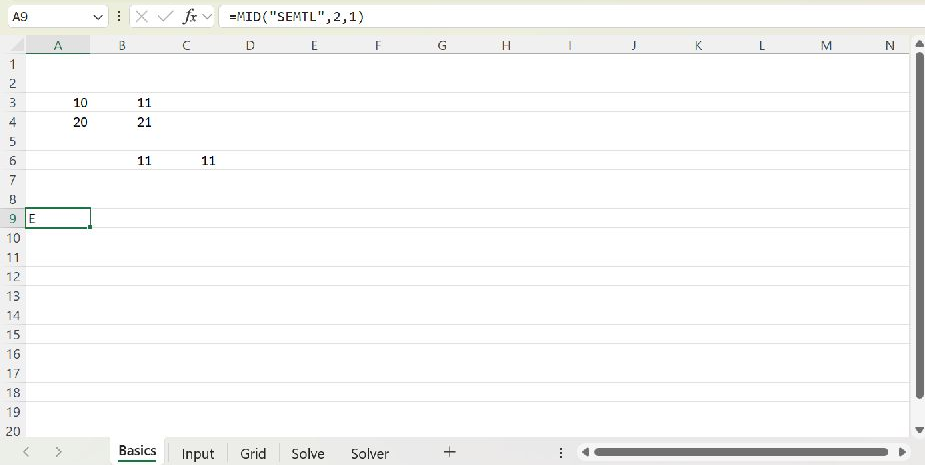 A9 fx =MID("SEMTL",2,1)
A B C D E F G H I J K L M N
1
2
3 10 11
4 20 21
5
6 11 11
7
8
9 E
10
11
12
13
14
15
16
17
18
19
20
Basics Input Grid Solve Solver +